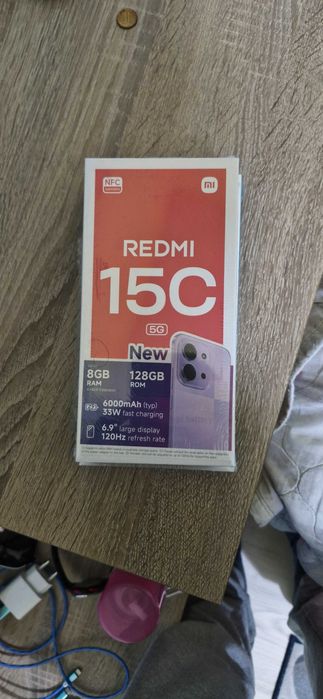 NFC
REDMI
15C
5G
New
8GB
RAM
128GB
ROM
6000mAh (typ)
33W fast charging
6.9" large display
120Hz refresh rate